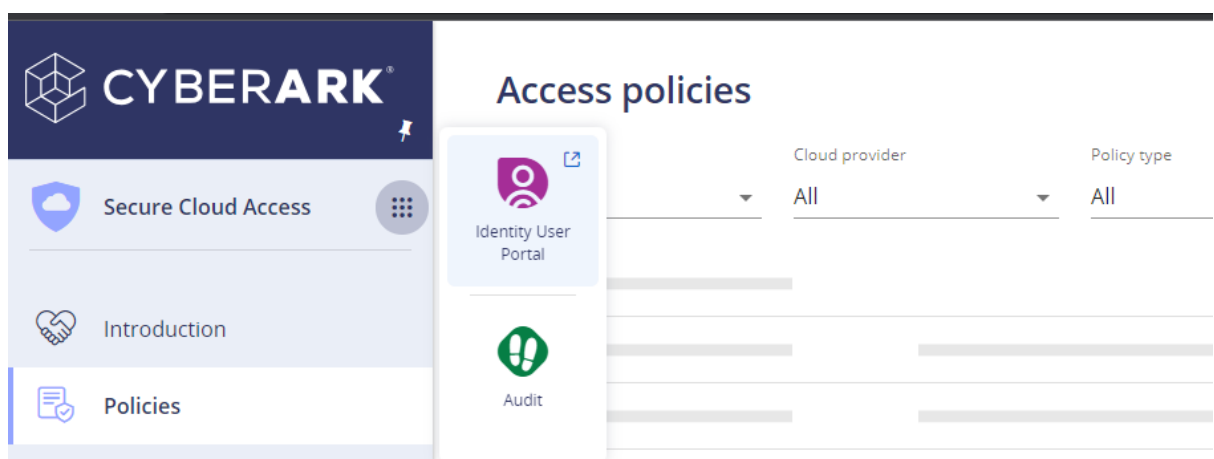 CYBERARK®
Access policies
Cloud provider
Policy type
All
All
Secure Cloud Access
Identity User
Portal
Introduction
Audit
Policies